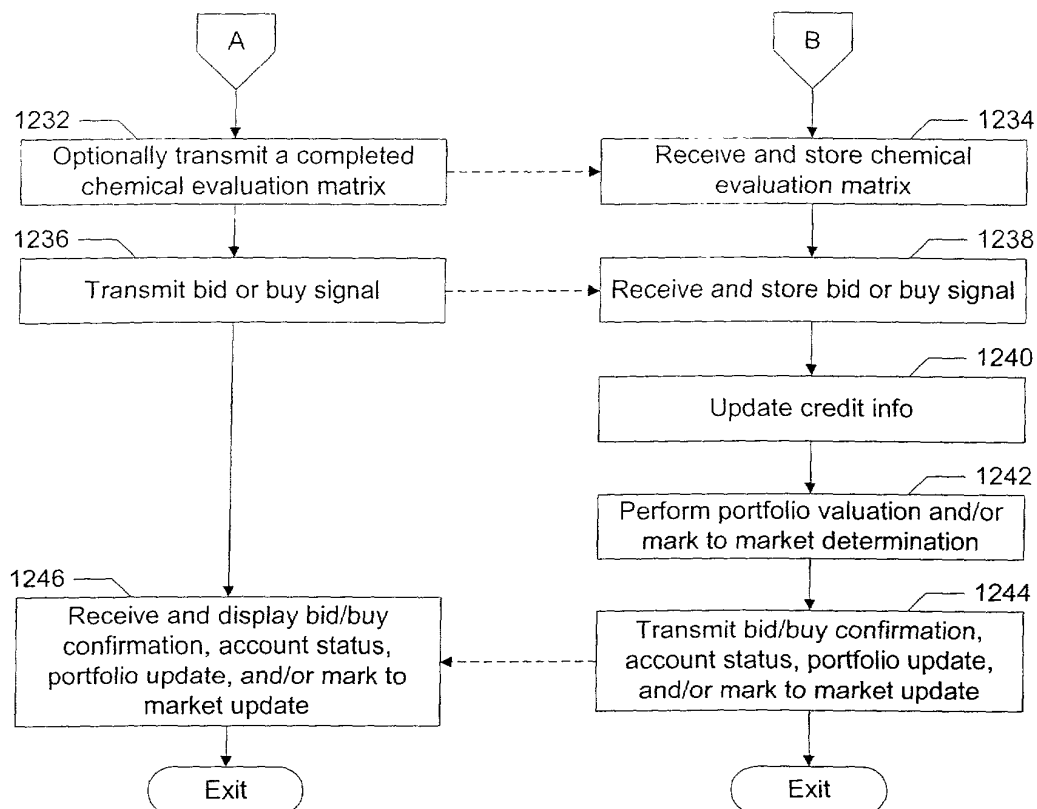 A
B
1232
Optionally transmit a completed
chemical evaluation matrix
1234
Receive and store chemical
evaluation matrix
1236
Transmit bid or buy signal
1238
Receive and store bid or buy signal
1240
Update credit info
1242
Perform portfolio valuation and/or
mark to market determination
1246
Receive and display bid/buy
confirmation, account status,
portfolio update, and/or mark to
market update
1244
Transmit bid/buy confirmation,
account status, portfolio update,
and/or mark to market update
Exit
Exit